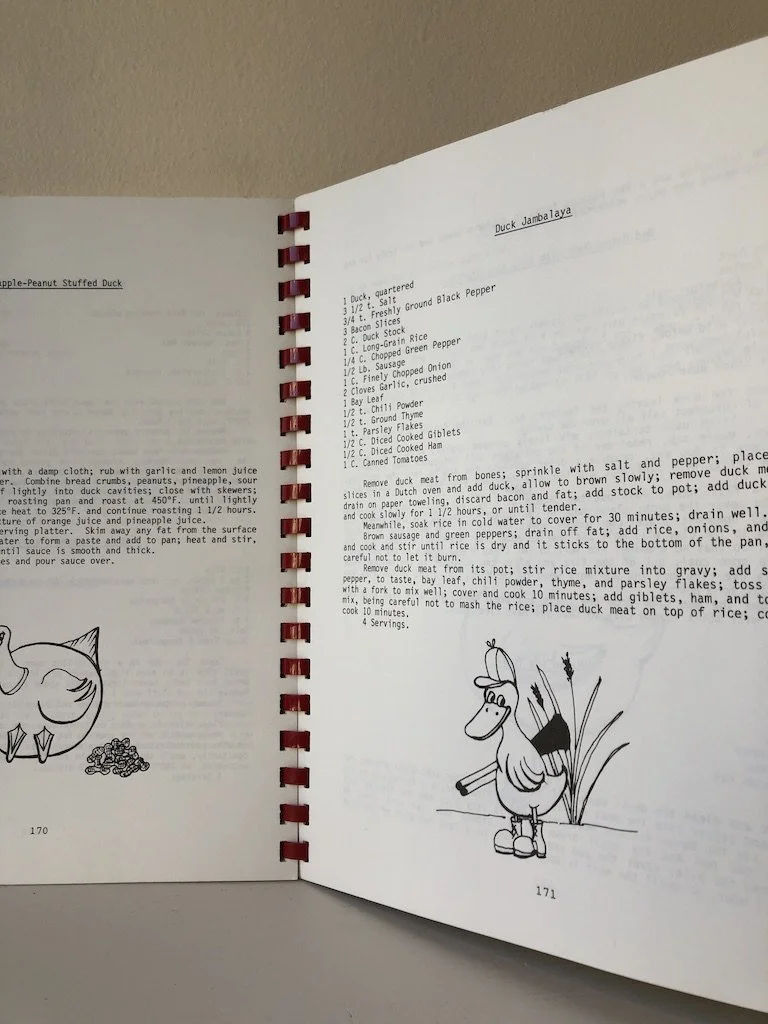 apple-Peanut Stuffed Duck
with a damp cloth; rub with garlic and lemon juice
er. Combine bread crumbs, peanuts, pineapple, sour
f lightly into duck cavities; close with skewers;
roasting pan and roast at 450°F. until lightly
e heat to 325°F. and continue roasting 1 1/2 hours.
xture of orange juice and pineapple juice.
erving platter. Skim away any fat from the surface
ater to form a paste and add to pan; heat and stir,
until sauce is smooth and thick.
es and pour sauce over.
170
Duck Jambalaya
1 Duck, quartered
3 1/2 t. Salt
3/4 t. Freshly Ground Black Pepper
3 Bacon Slices
2 C. Duck Stock
1 C. Long-Grain Rice
1/4 C. Chopped Green Pepper
1/2 Lb. Sausage
1 C. Finely Chopped Onion
2 Cloves Garlic, crushed
1 Bay Leaf
1/2 t. Chili Powder
1/2 t. Ground Thyme
1 t. Parsley Flakes
1/2 C. Diced Cooked Giblets
1/2 C. Diced Cooked Ham
1 C. Canned Tomatoes
Remove duck meat from bones; sprinkle with salt and pepper; place
slices in a Dutch oven and add duck, allow to brown slowly; remove duck me
drain on paper toweling, discard bacon and fat; add stock to pot; add duck
and cook slowly for 1 1/2 hours, or until tender.
Meanwhile, soak rice in cold water to cover for 30 minutes; drain well.
Brown sausage and green peppers; drain off fat; add rice, onions, and
and cook and stir until rice is dry and it sticks to the bottom of the pan,
careful not to let it burn.
Remove duck meat from its pot; stir rice mixture into gravy; add s
pepper, to taste, bay leaf, chili powder, thyme, and parsley flakes; toss
with a fork to mix well; cover and cook 10 minutes; add giblets, ham, and to
mix, being careful not to mash the rice; place duck meat on top of rice; co
cook 10 minutes.
4 Servings.
171